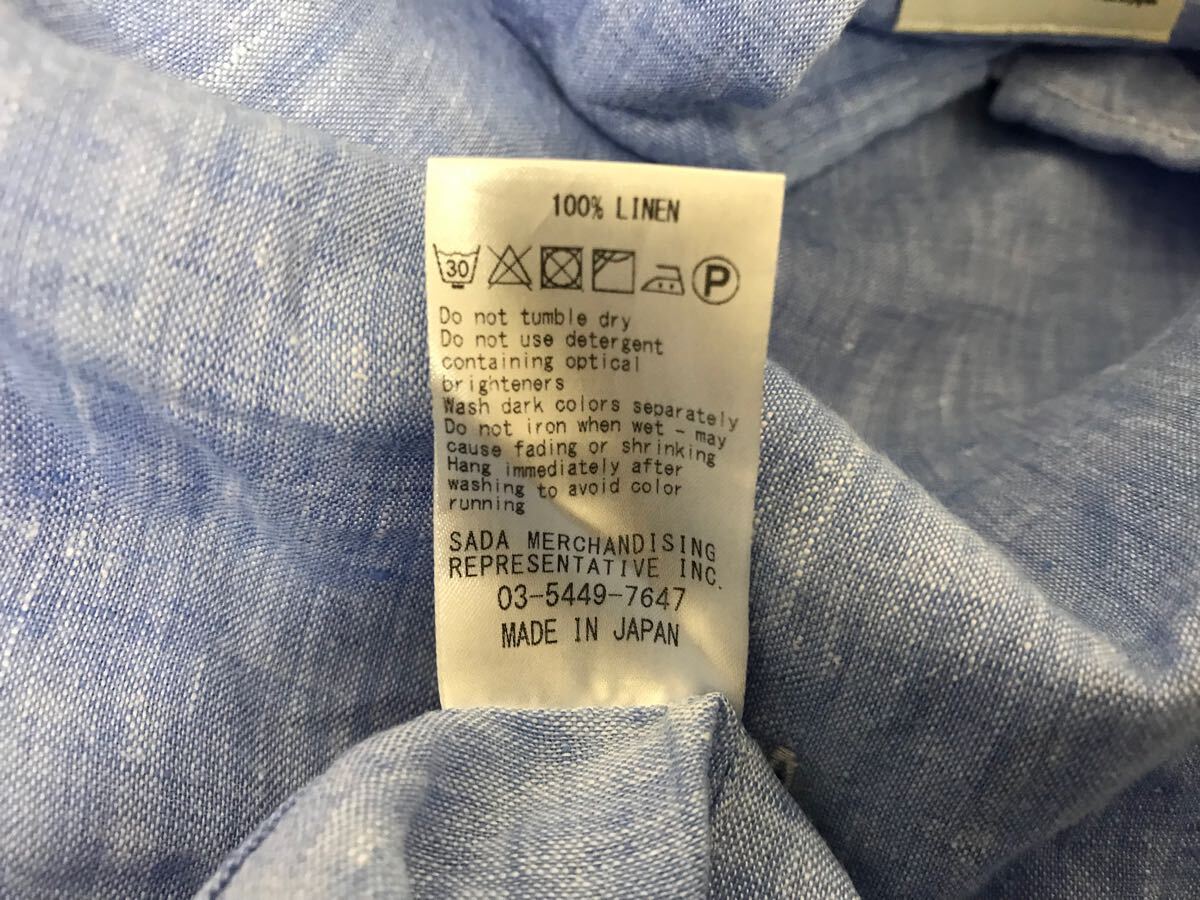 100% LINEN
30 P
Do not tumble dry
Do not use detergent
containing optical
brighteners
Wash dark colors separately
Do not iron when wet - may
cause fading or shrinking
Hang immediately after
washing to avoid color
running
SADA MERCHANDISING
REPRESENTATIVE INC.
03-5449-7647
MADE IN JAPAN